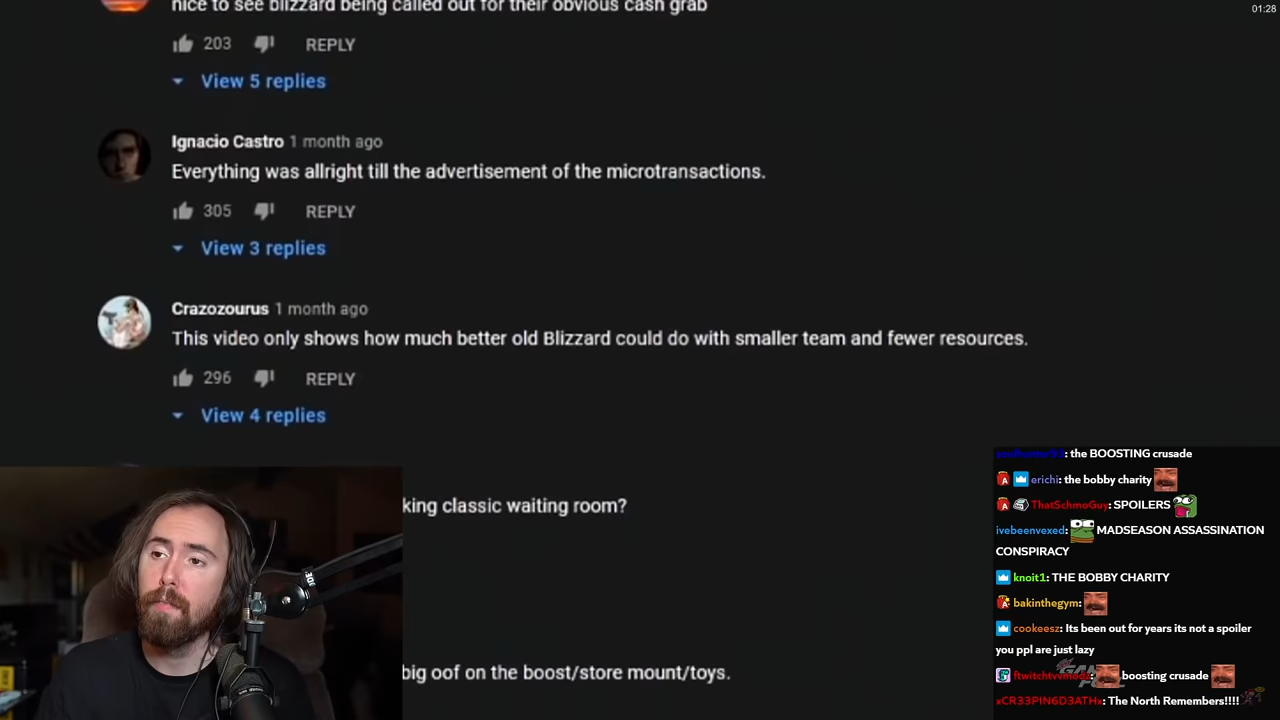 01:28
nice to see blizzard being called out for their obvious cash grab
203 REPLY
View 5 replies
Ignacio Castro 1 month ago
Everything was allright till the advertisement of the microtransactions.
305 REPLY
View 3 replies
Crazozourus 1 month ago
This video only shows how much better old Blizzard could do with smaller team and fewer resources.
296 REPLY
View 4 replies
king classic waiting room?
big oof on the boost/store mount/toys.
: the BOOSTING crusade
erichi: the bobby charity
ThatSchmoGuy: SPOILERS
ivebeenvexed: MADSEASON ASSASSINATION
CONSPIRACY
knoit1: THE BOBBY CHARITY
bakinthegym:
cookeesz: Its been out for years its not a spoiler
you ppl are just lazy
boosting crusade
xCR33PIN6D3ATHx: The North Remembers!!!!